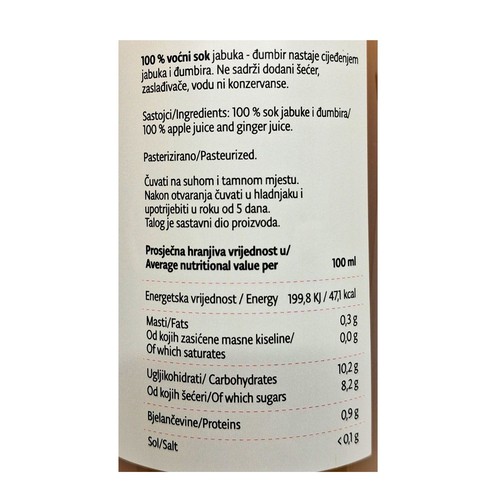 100 % voćni sok jabuka - đumbir nastaje cijeđenjem
jabuka i đumbira. Ne sadrži dodani šećer,
zaslađivače, vodu ni konzervanse.
Sastojci/Ingredients: 100 % sok jabuke i đumbira/
100 % apple juice and ginger juice.
Pasterizirano/Pasteurized.
Čuvati na suhom i tamnom mjestu.
Nakon otvaranja čuvati u hladnjaku i
upotrijebiti u roku od 5 dana.
Talog je sastavni dio proizvoda.
Prosječna hranjiva vrijednost u/
Average nutritional value per 100 ml
Energetska vrijednost / Energy 199,8 KJ / 47,1 kcal
Masti/Fats 0,3 g
Od kojih zasićene masne kiseline/ 0,0 g
Of which saturates
Ugljikohidrati/ Carbohydrates 10,2 g
Od kojih šećeri/Of which sugars 8,2 g
Bjelančevine/Proteins 0,9 g
Sol/Salt <0,1 g